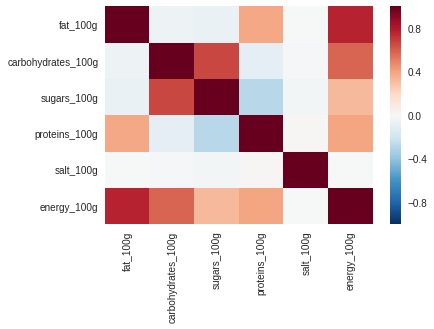 fat_100g
carbohydrates_100g
sugars_100g
proteins_100g
salt_100g
energy_100g
fat_100g
carbohydrates_100g
sugars_100g
proteins_100g
salt_100g
energy_100g
0.8
0.4
0.0
−0.4
−0.8